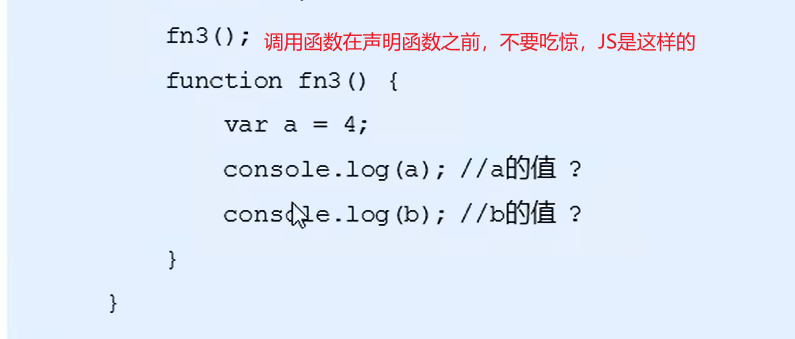 fn3(); 调用函数在声明函数之前，不要吃惊，JS是这样的
function fn3() {
var a = 4;
console.log(a); //a的值 ?
console.log(b); //b的值 ?
}
}